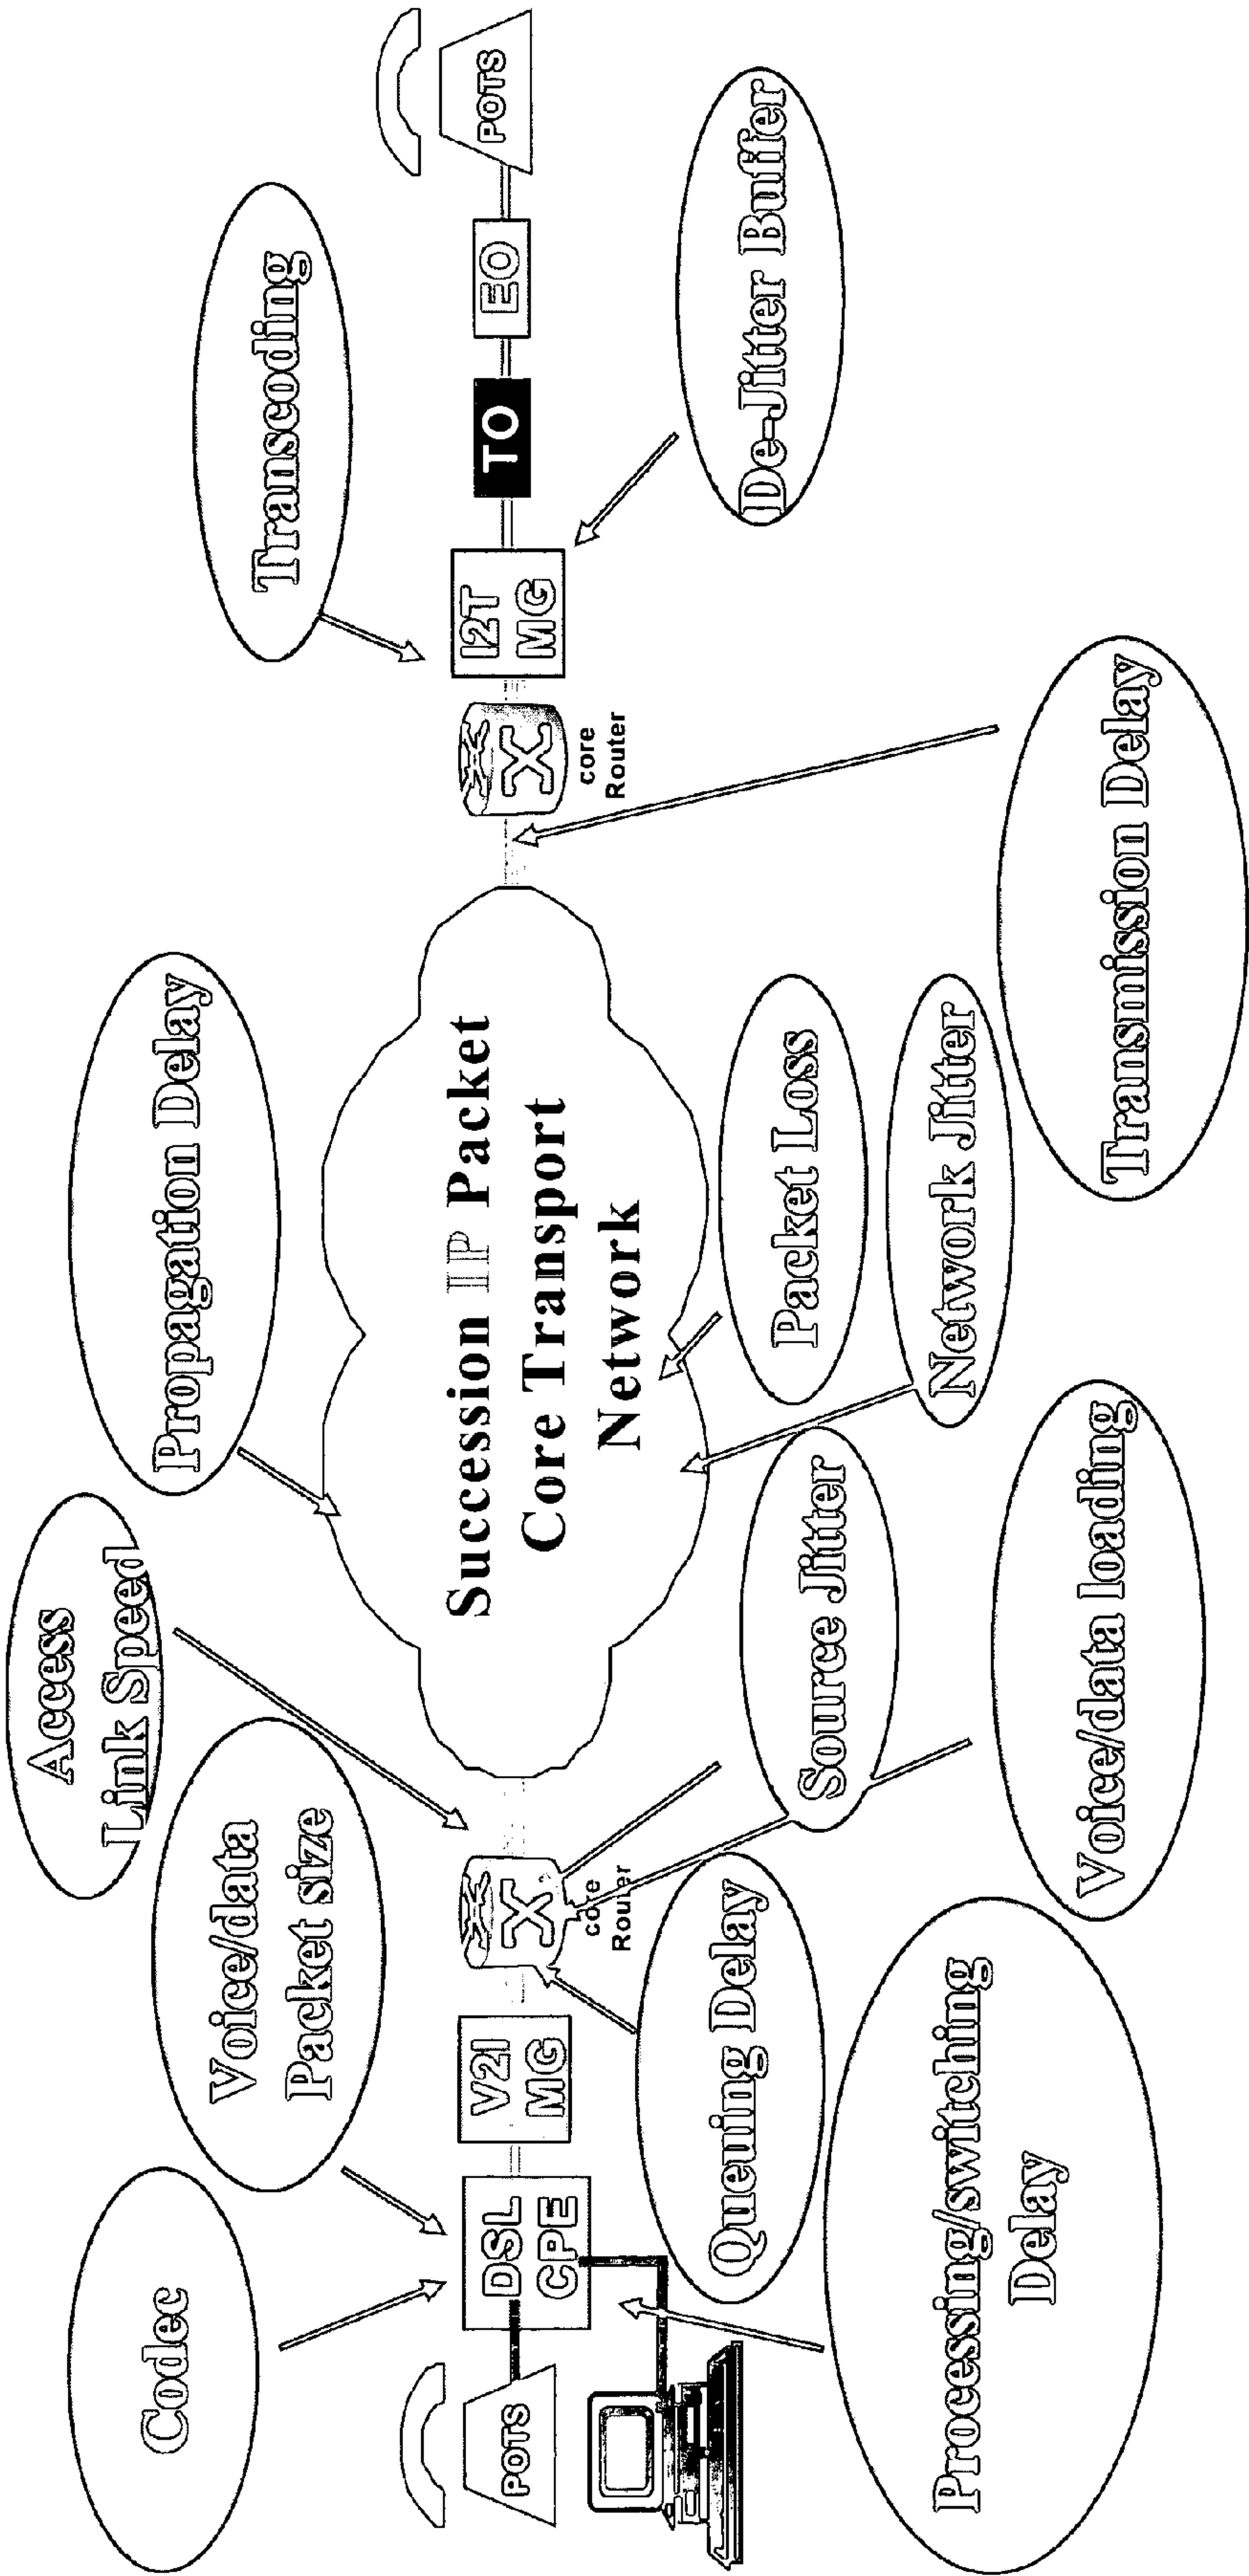 Codec
Voice/data
Packet size
Access
Link Speed
Propagation Delay
Transcoding
POTS
DSL
CPE
V2I
MG
core
Router
Succession IP Packet
Core Transport
Network
core
Router
I2T
MG
TO
EO
POTS
Processing/switching
Delay
Queuing Delay
Source Jitter
Voice/data loading
Packet Loss
Network Jitter
Transmission Delay
De-Jitter Buffer